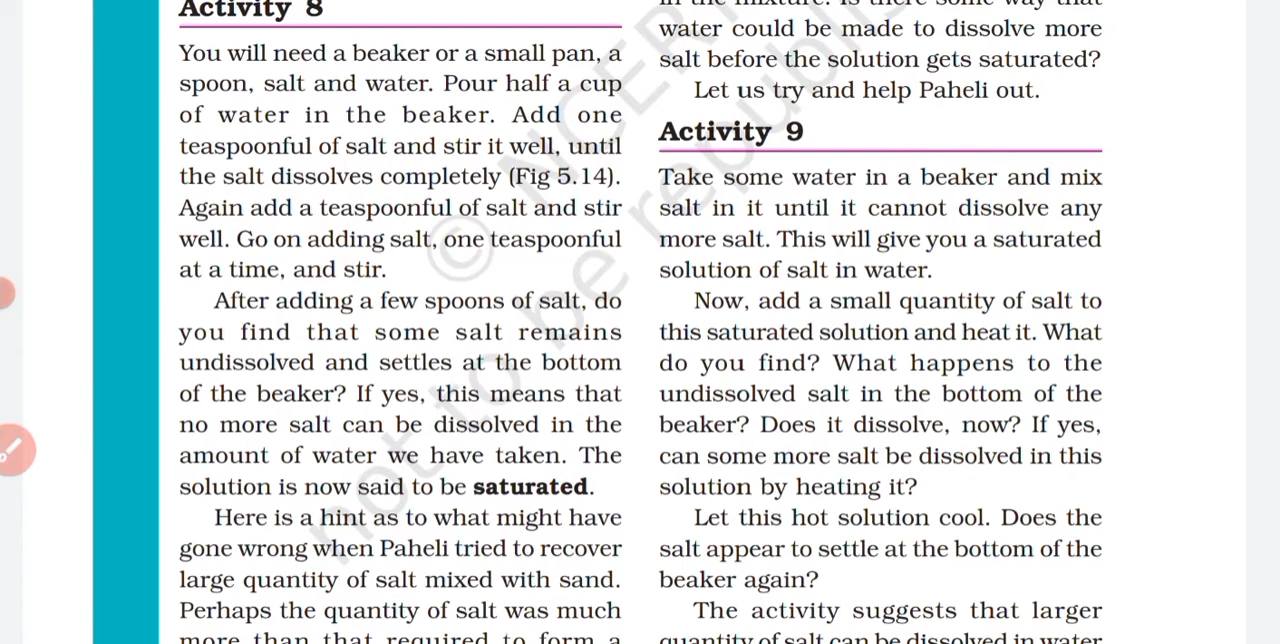 Activity 8
You will need a beaker or a small pan, a
spoon, salt and water. Pour half a cup
of water in the beaker. Add one
teaspoonful of salt and stir it well, until
the salt dissolves completely (Fig 5.14).
Again add a teaspoonful of salt and stir
well. Go on adding salt, one teaspoonful
at a time, and stir.
After adding a few spoons of salt, do
you find that some salt remains
undissolved and settles at the bottom
of the beaker? If yes, this means that
no more salt can be dissolved in the
amount of water we have taken. The
solution is now said to be saturated.
Here is a hint as to what might have
gone wrong when Paheli tried to recover
large quantity of salt mixed with sand.
Perhaps the quantity of salt was much
more than that required to form a
in the mixture. Is there some way that
water could be made to dissolve more
salt before the solution gets saturated?
Let us try and help Paheli out.
Activity 9
Take some water in a beaker and mix
salt in it until it cannot dissolve any
more salt. This will give you a saturated
solution of salt in water.
Now, add a small quantity of salt to
this saturated solution and heat it. What
do you find? What happens to the
undissolved salt in the bottom of the
beaker? Does it dissolve, now? If yes,
can some more salt be dissolved in this
solution by heating it?
Let this hot solution cool. Does the
salt appear to settle at the bottom of the
beaker again?
The activity suggests that larger
quantity of salt can be dissolved in water
© NCER
not to be republi